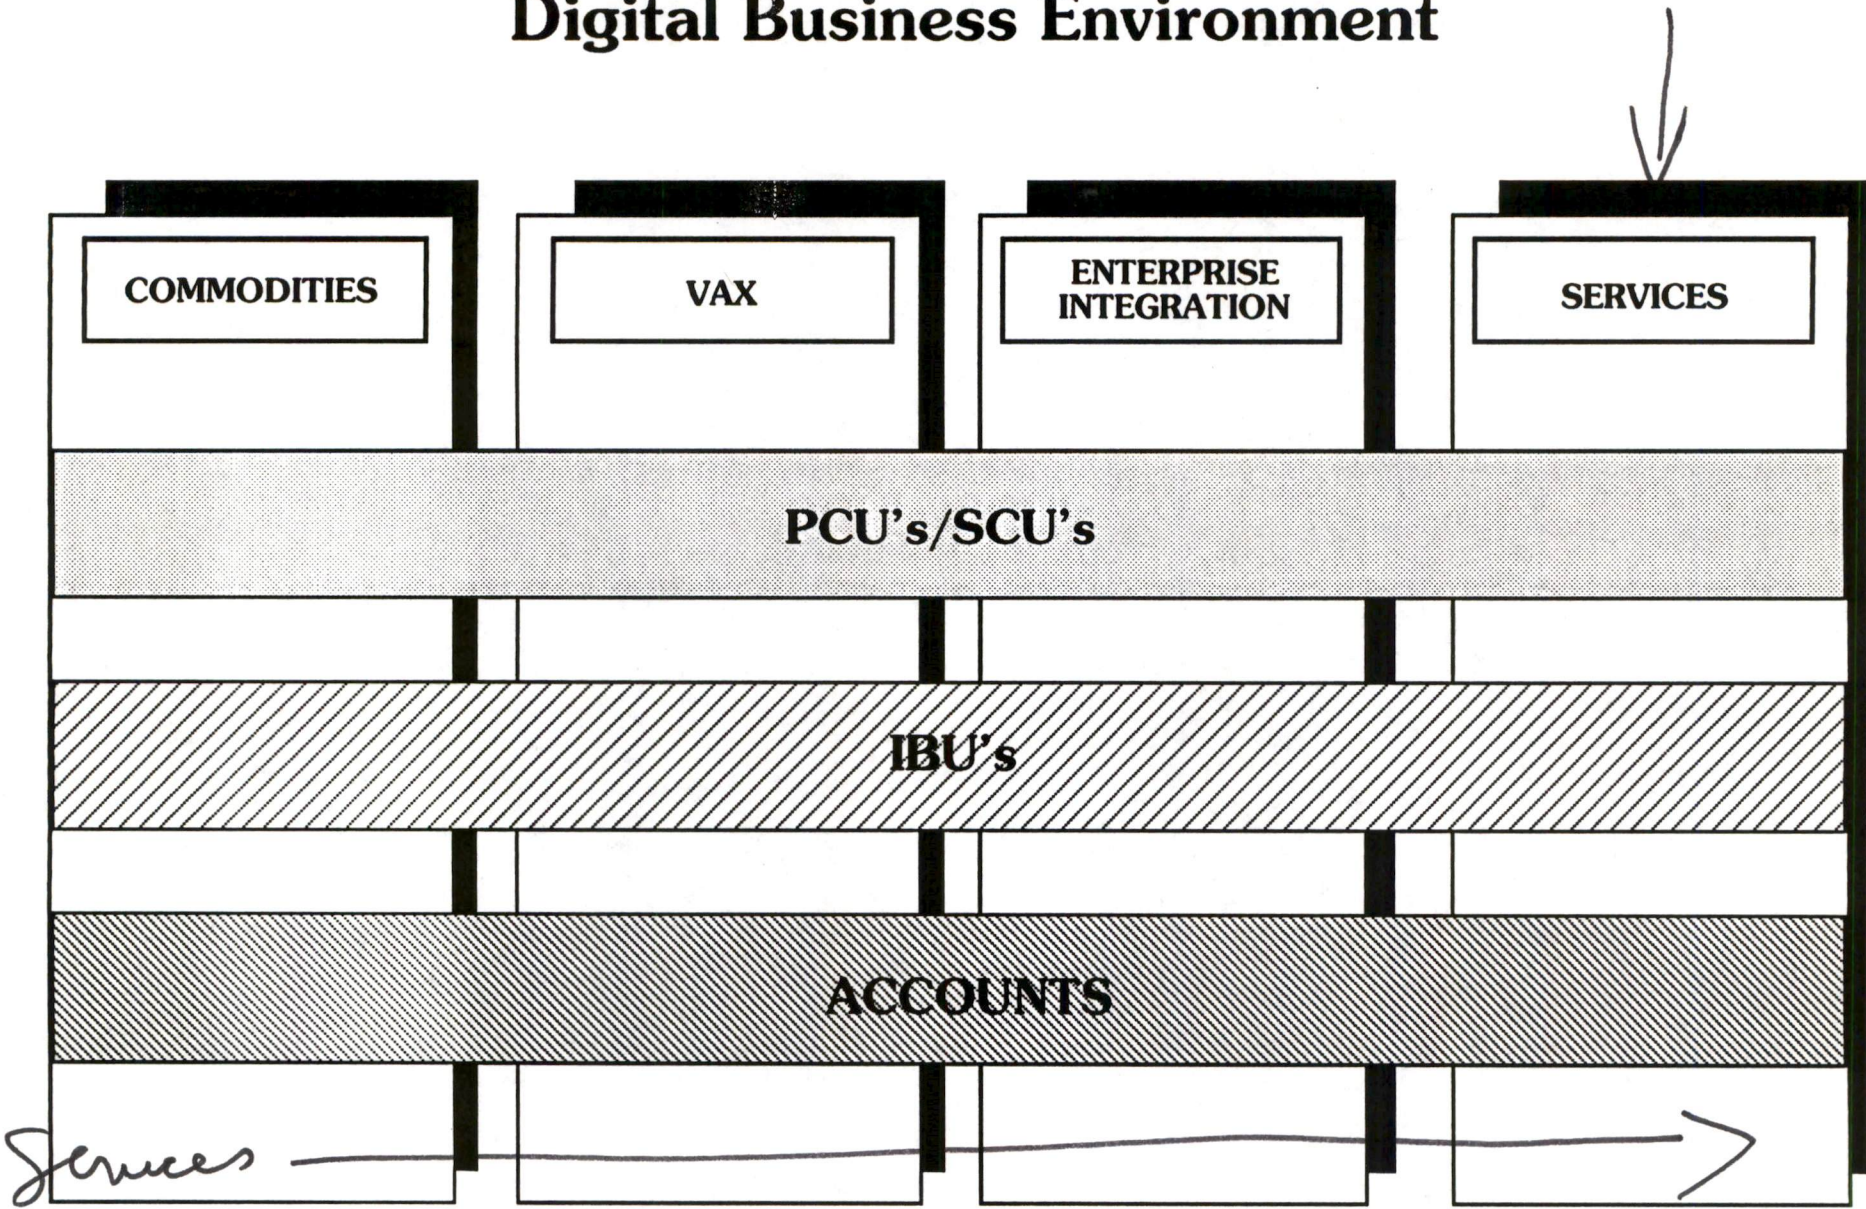 Digital Business Environment
COMMODITIES
VAX
ENTERPRISE
INTEGRATION
SERVICES
PCU's/SCU's
IBU's
ACCOUNTS
Services